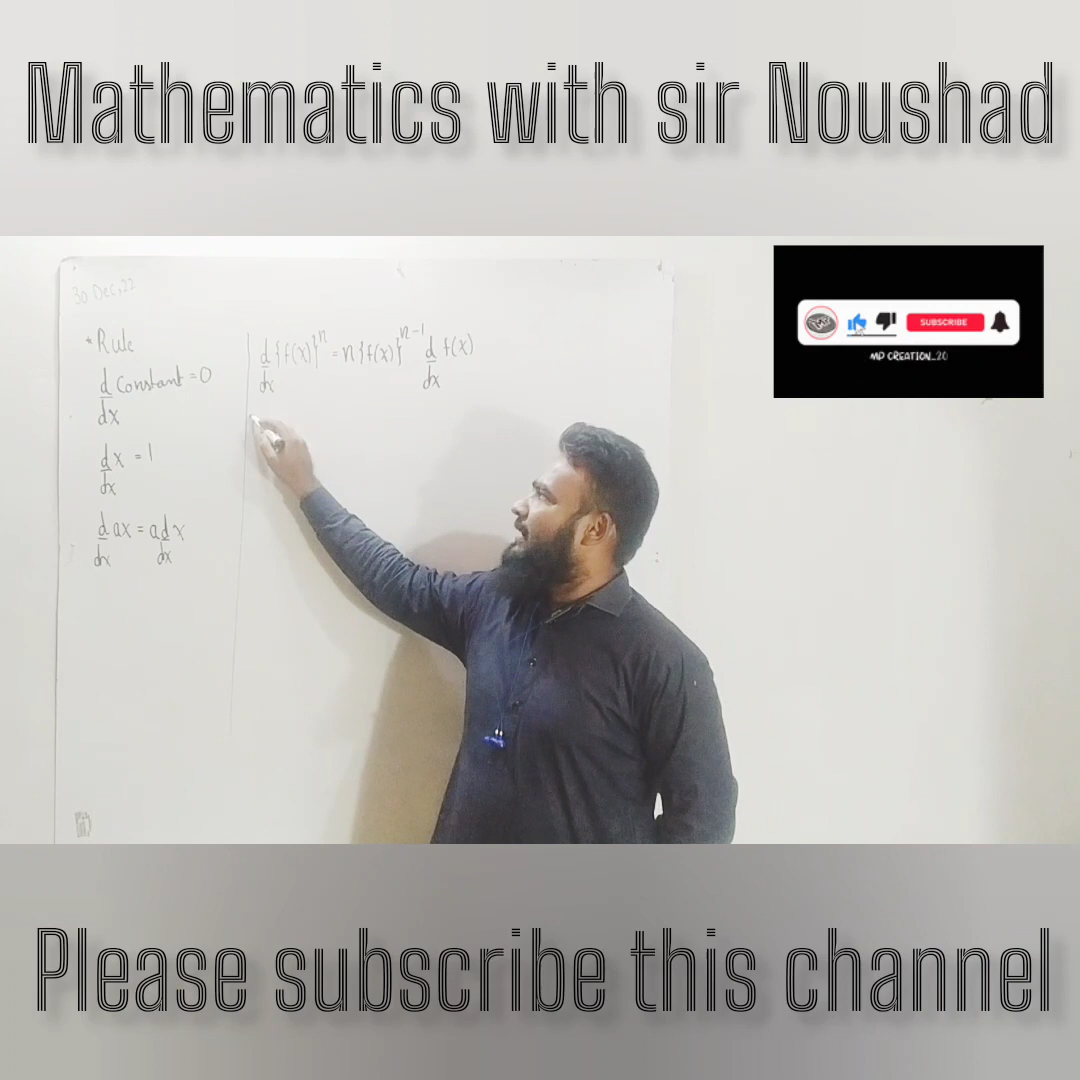 Mathematics with sir Noushad
SUBSCRIBE
MP CREATION_20
30 Dec,22
* Rule
d/dx Constant = 0
d/dx x = 1
d/dx ax = a d/dx x
d/dx {f(x)}^n = n {f(x)}^n-1 d/dx f(x)
Please subscribe this channel